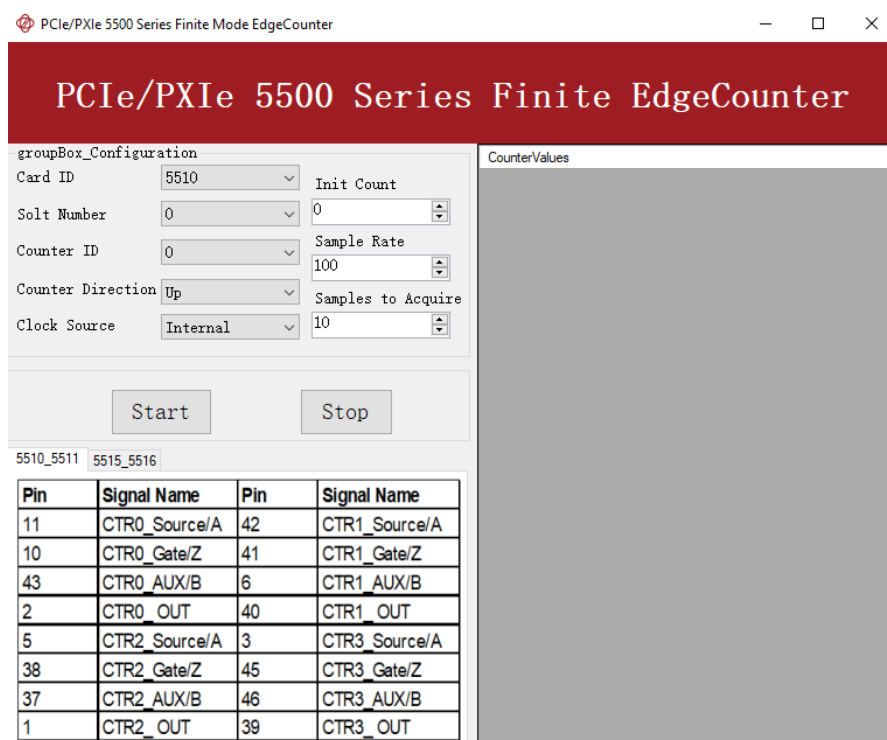 PCIe/PXIe 5500 Series Finite Mode EdgeCounter
PCIe/PXIe 5500 Series Finite EdgeCounter
groupBox_Configuration
Card ID 5510
Solt Number 0
Counter ID 0
Counter Direction Up
Clock Source Internal
Init Count
0
Sample Rate
100
Samples to Acquire
10
Start Stop
5510_5511 5515_5516
Pin Signal Name Pin Signal Name
11 CTR0_Source/A 42 CTR1_Source/A
10 CTR0_Gate/Z 41 CTR1_Gate/Z
43 CTR0_AUX/B 6 CTR1_AUX/B
2 CTR0_OUT 40 CTR1_OUT
5 CTR2_Source/A 3 CTR3_Source/A
38 CTR2_Gate/Z 45 CTR3_Gate/Z
37 CTR2_AUX/B 46 CTR3_AUX/B
1 CTR2_OUT 39 CTR3_OUT
CounterValues